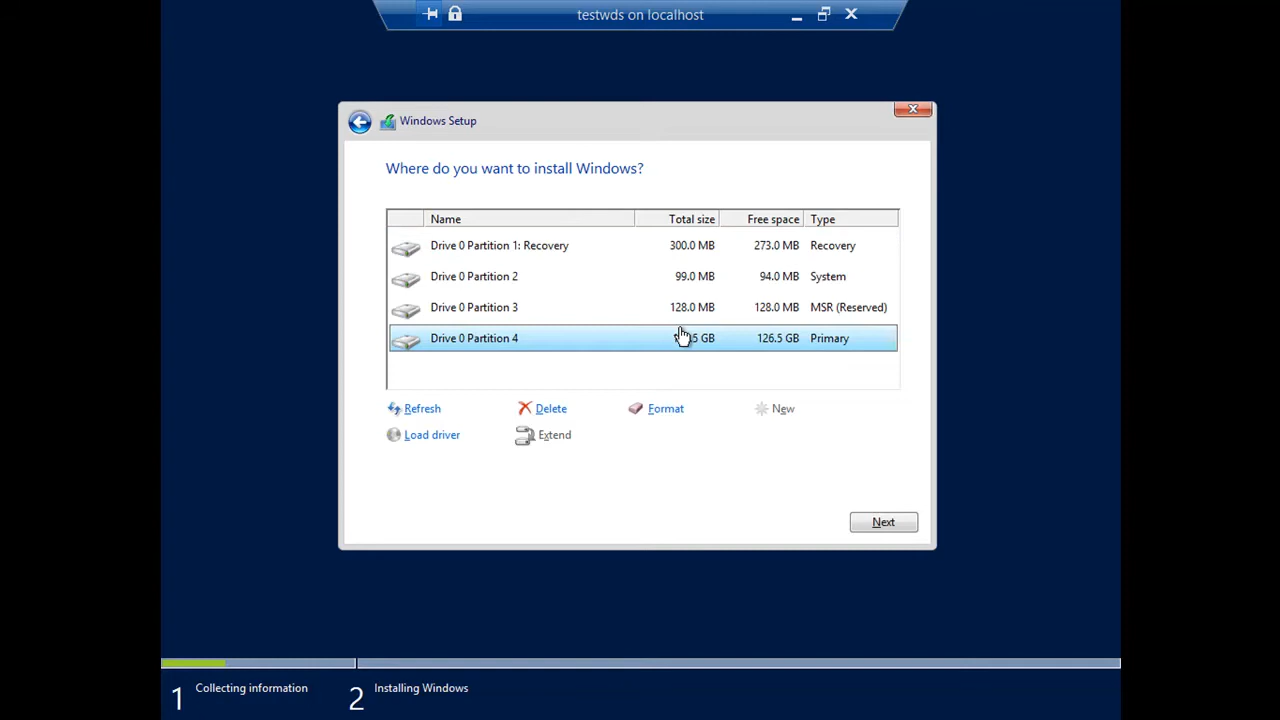 testwds on localhost
Windows Setup
Where do you want to install Windows?
Name Total size Free space Type
Drive 0 Partition 1: Recovery 300.0 MB 273.0 MB Recovery
Drive 0 Partition 2 99.0 MB 94.0 MB System
Drive 0 Partition 3 128.0 MB 128.0 MB MSR (Reserved)
Drive 0 Partition 4 GB 126.5 GB Primary
Refresh Delete Format New
Load driver Extend
Next
1 Collecting information 2 Installing Windows